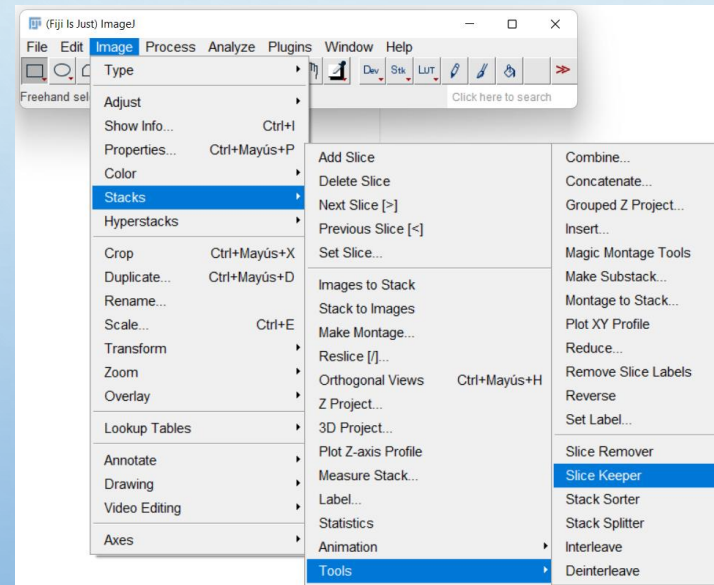 (Fiji Is Just) ImageJ
File Edit Image Process Analyze Plugins Window Help
Dev Stk LUT
Freehand sel
Click here to search
Type
Adjust
Show Info... Ctrl+I
Properties... Ctrl+Mayús+P
Color
Stacks
Hyperstacks
Crop Ctrl+Mayús+X
Duplicate... Ctrl+Mayús+D
Rename...
Scale... Ctrl+E
Transform
Zoom
Overlay
Lookup Tables
Annotate
Drawing
Video Editing
Axes
Add Slice
Delete Slice
Next Slice [>]
Previous Slice [<]
Set Slice...
Images to Stack
Stack to Images
Make Montage...
Reslice [/]...
Orthogonal Views Ctrl+Mayús+H
Z Project...
3D Project...
Plot Z-axis Profile
Measure Stack...
Label...
Statistics
Animation
Tools
Combine...
Concatenate...
Grouped Z Project...
Insert...
Magic Montage Tools
Make Substack...
Montage to Stack...
Plot XY Profile
Reduce...
Remove Slice Labels
Reverse
Set Label...
Slice Remover
Slice Keeper
Stack Sorter
Stack Splitter
Interleave
Deinterleave